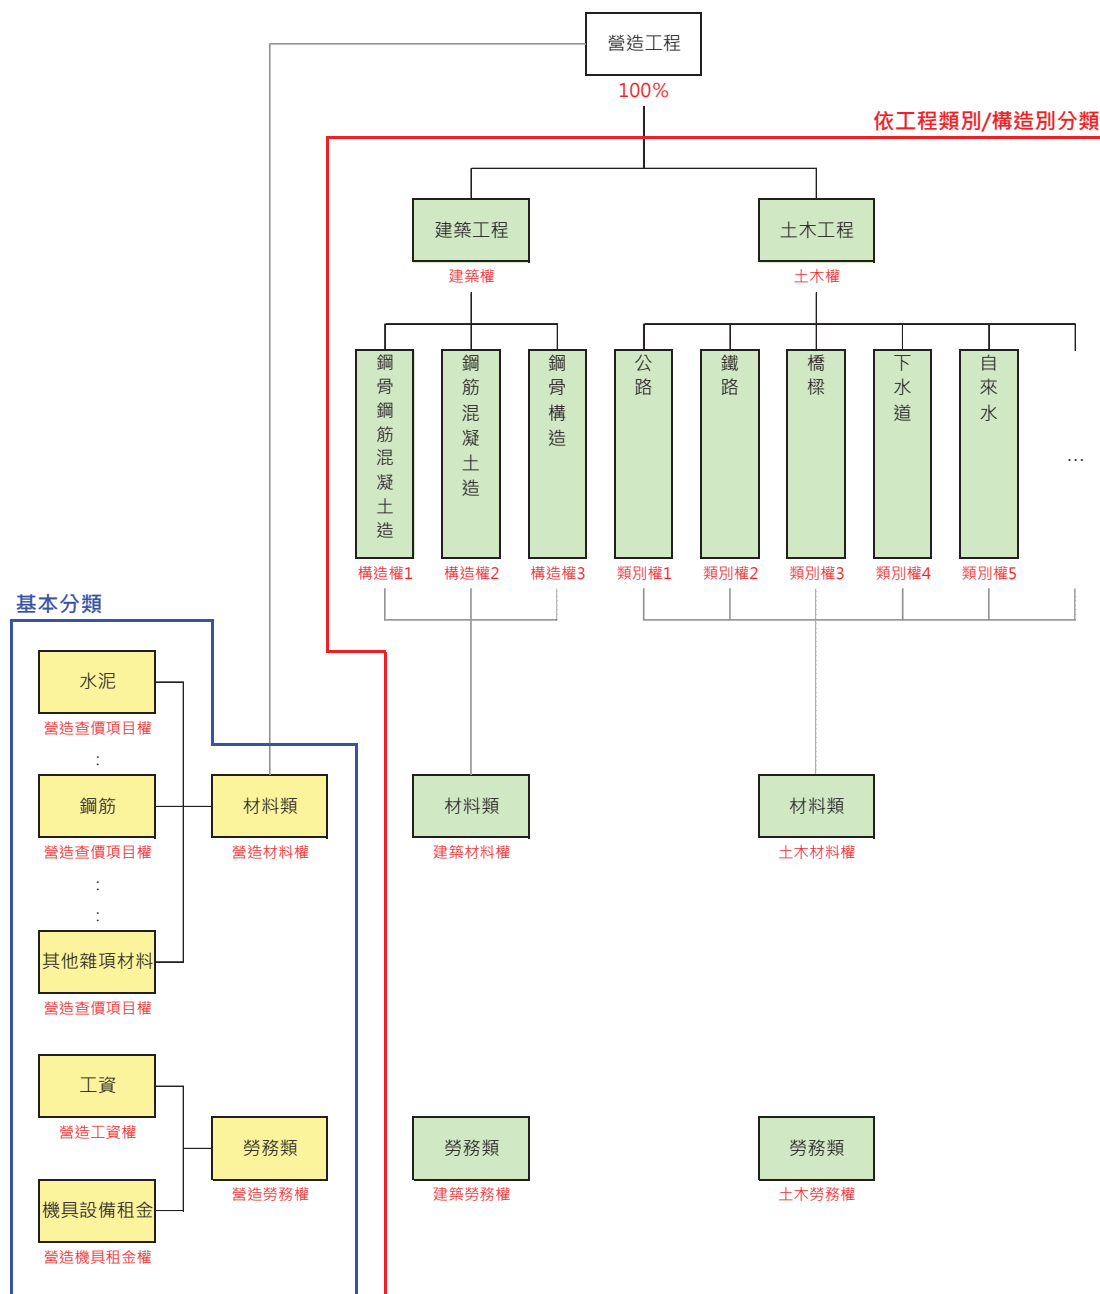 營造工程
100%
依工程類別/構造別分類
建築工程
建築權
土木工程
土木權
鋼骨鋼筋混凝土造
鋼筋混凝土造
鋼骨構造
公路
鐵路
橋樑
下水道
自來水
...
構造權1
構造權2
構造權3
類別權1
類別權2
類別權3
類別權4
類別權5
基本分類
水泥
營造查價項目權
:
鋼筋
營造查價項目權
:
:
其他雜項材料
營造查價項目權
材料類
營造材料權
材料類
建築材料權
材料類
土木材料權
工資
營造工資權
機具設備租金
營造機具租金權
勞務類
營造勞務權
勞務類
建築勞務權
勞務類
土木勞務權